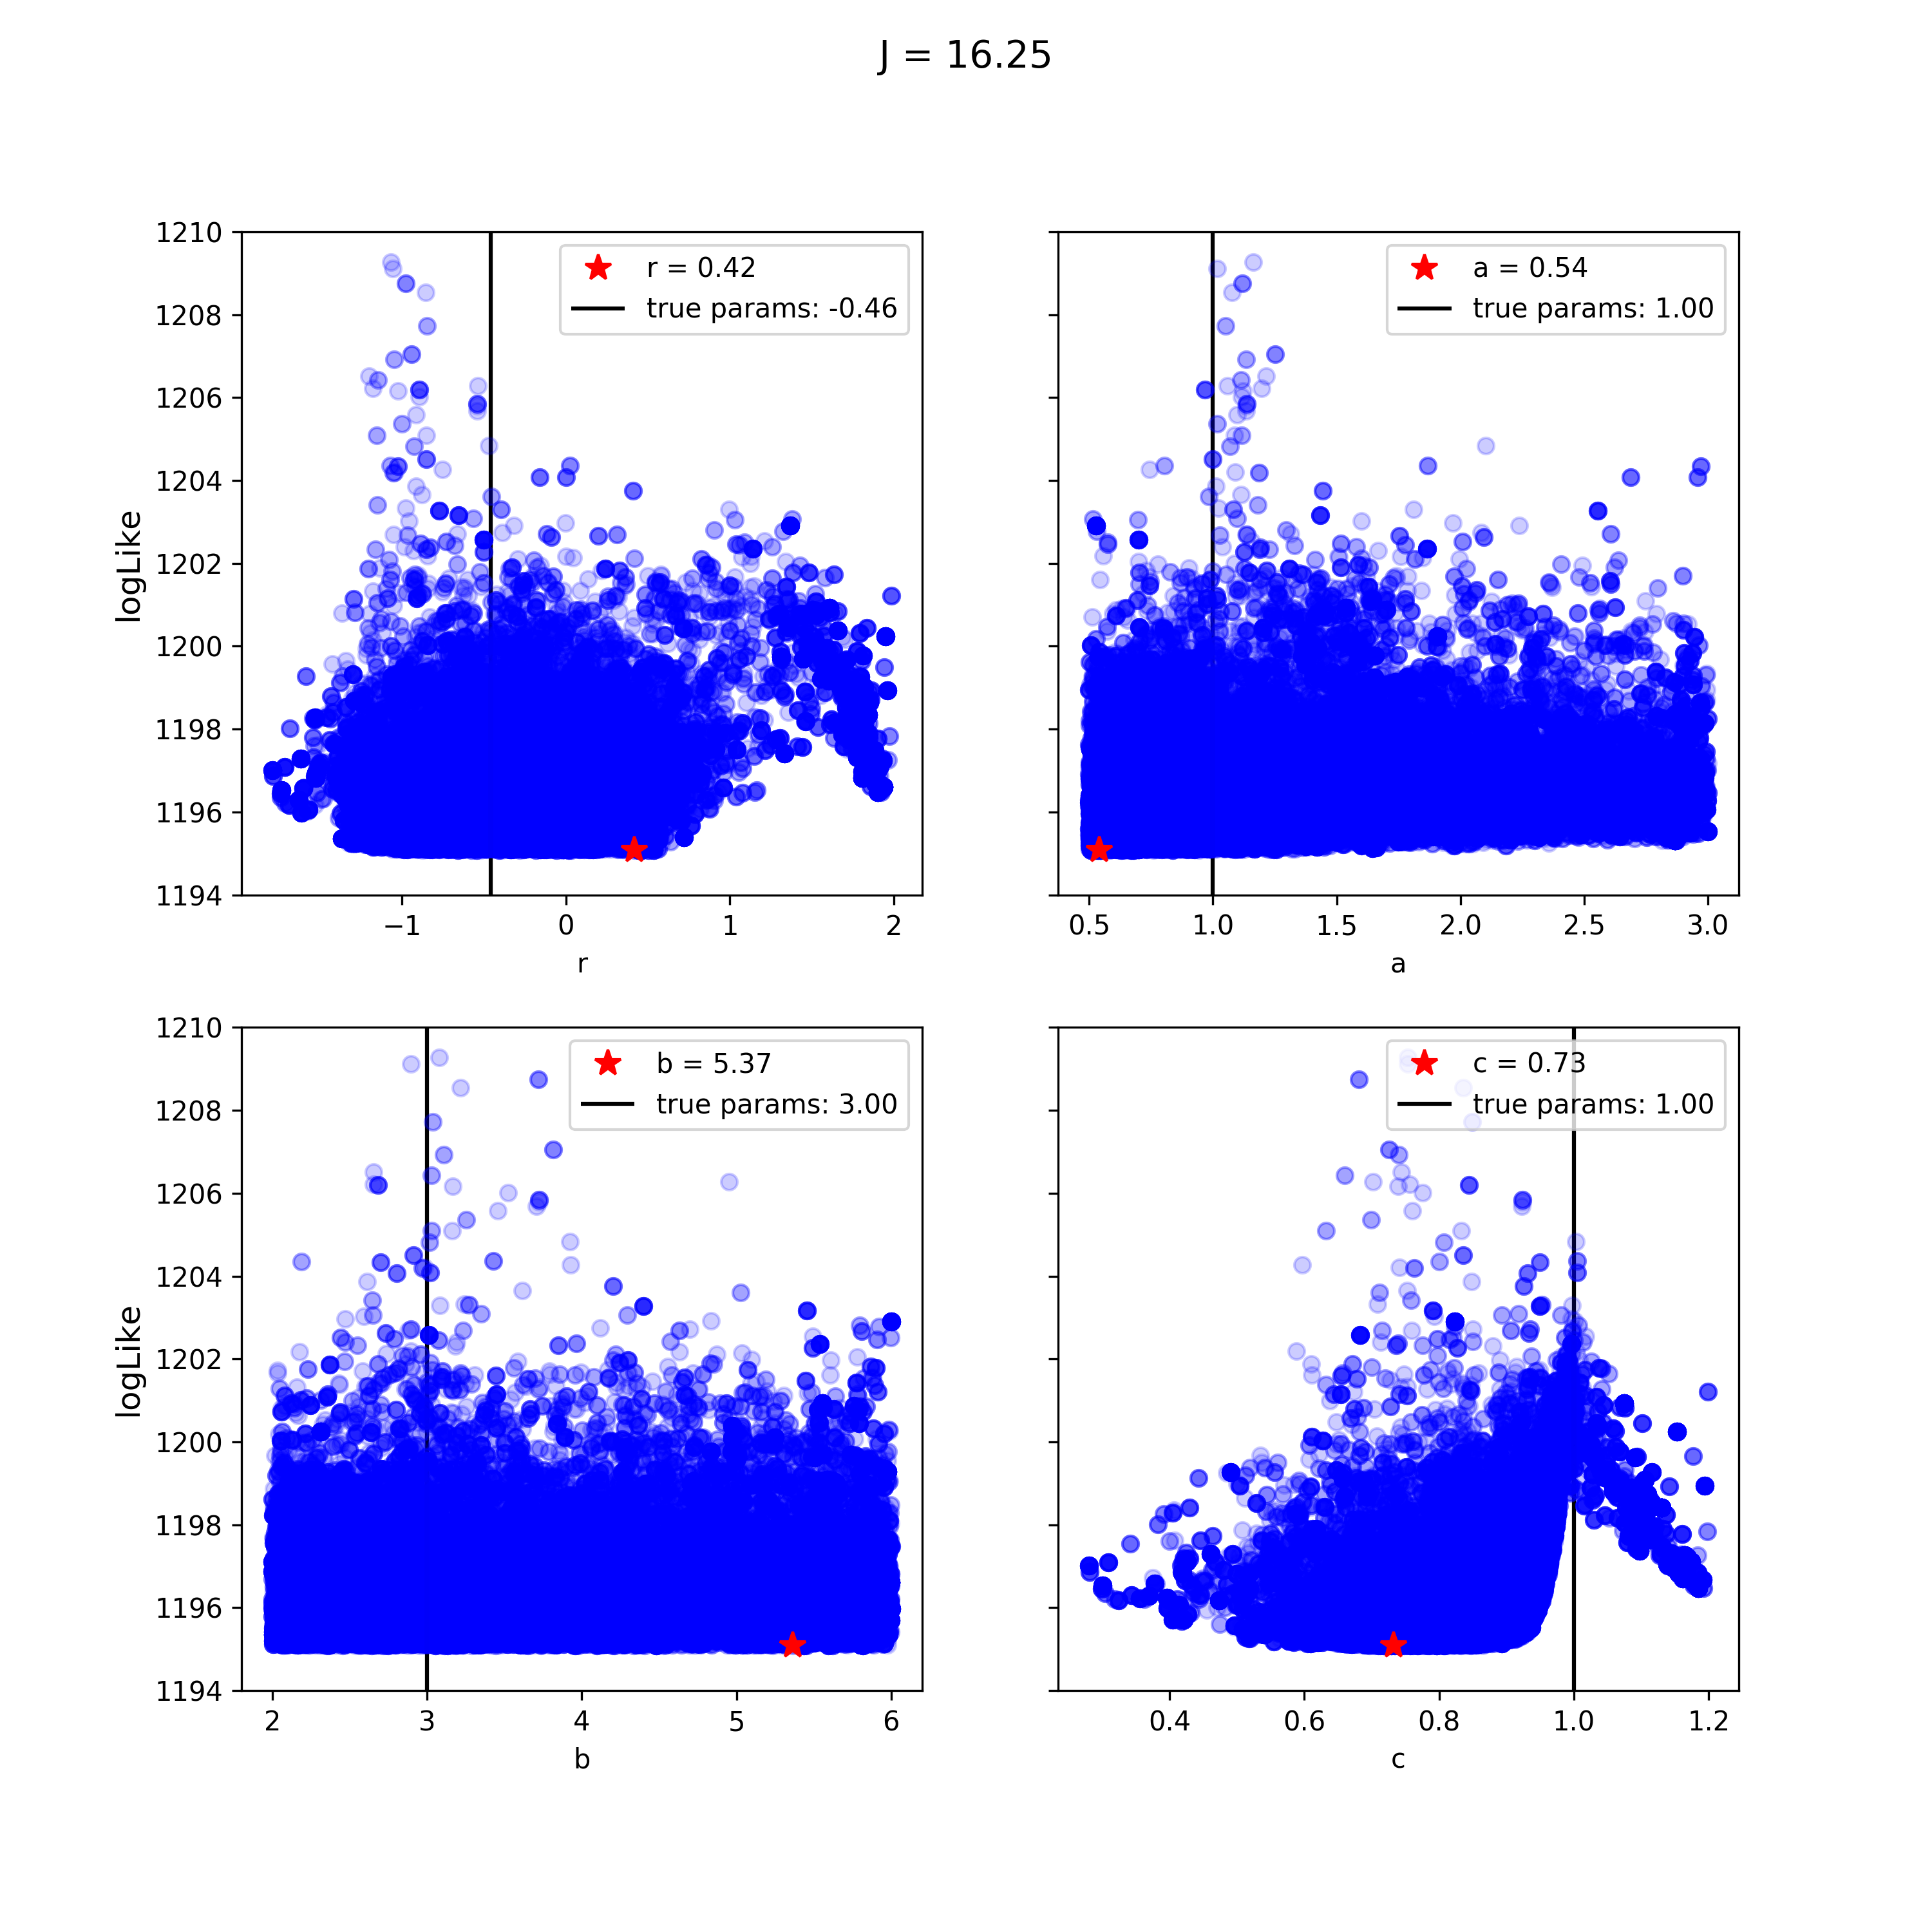 J = 16.25
logLike
1210
1208
1206
1204
1202
1200
1198
1196
1194
r = 0.42
true params: -0.46
−1 0 1 2
r
a = 0.54
true params: 1.00
0.5 1.0 1.5 2.0 2.5 3.0
a
logLike
1210
1208
1206
1204
1202
1200
1198
1196
1194
b = 5.37
true params: 3.00
2 3 4 5 6
b
c = 0.73
true params: 1.00
0.4 0.6 0.8 1.0 1.2
c